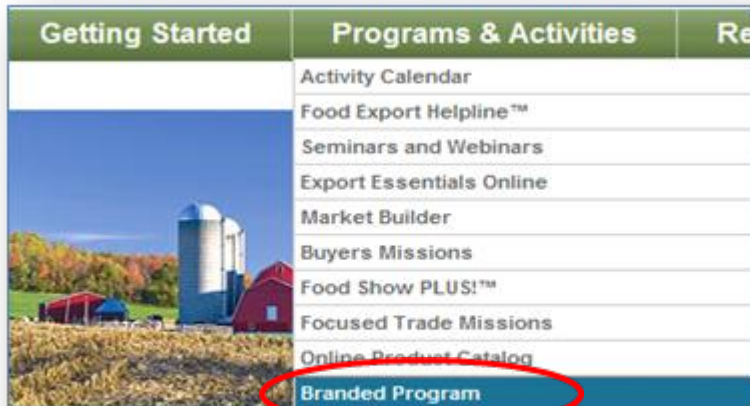 Getting Started
Programs & Activities
Re
Activity Calendar
Food Export Helpline™
Seminars and Webinars
Export Essentials Online
Market Builder
Buyers Missions
Food Show PLUS!™
Focused Trade Missions
Online Product Catalog
Branded Program